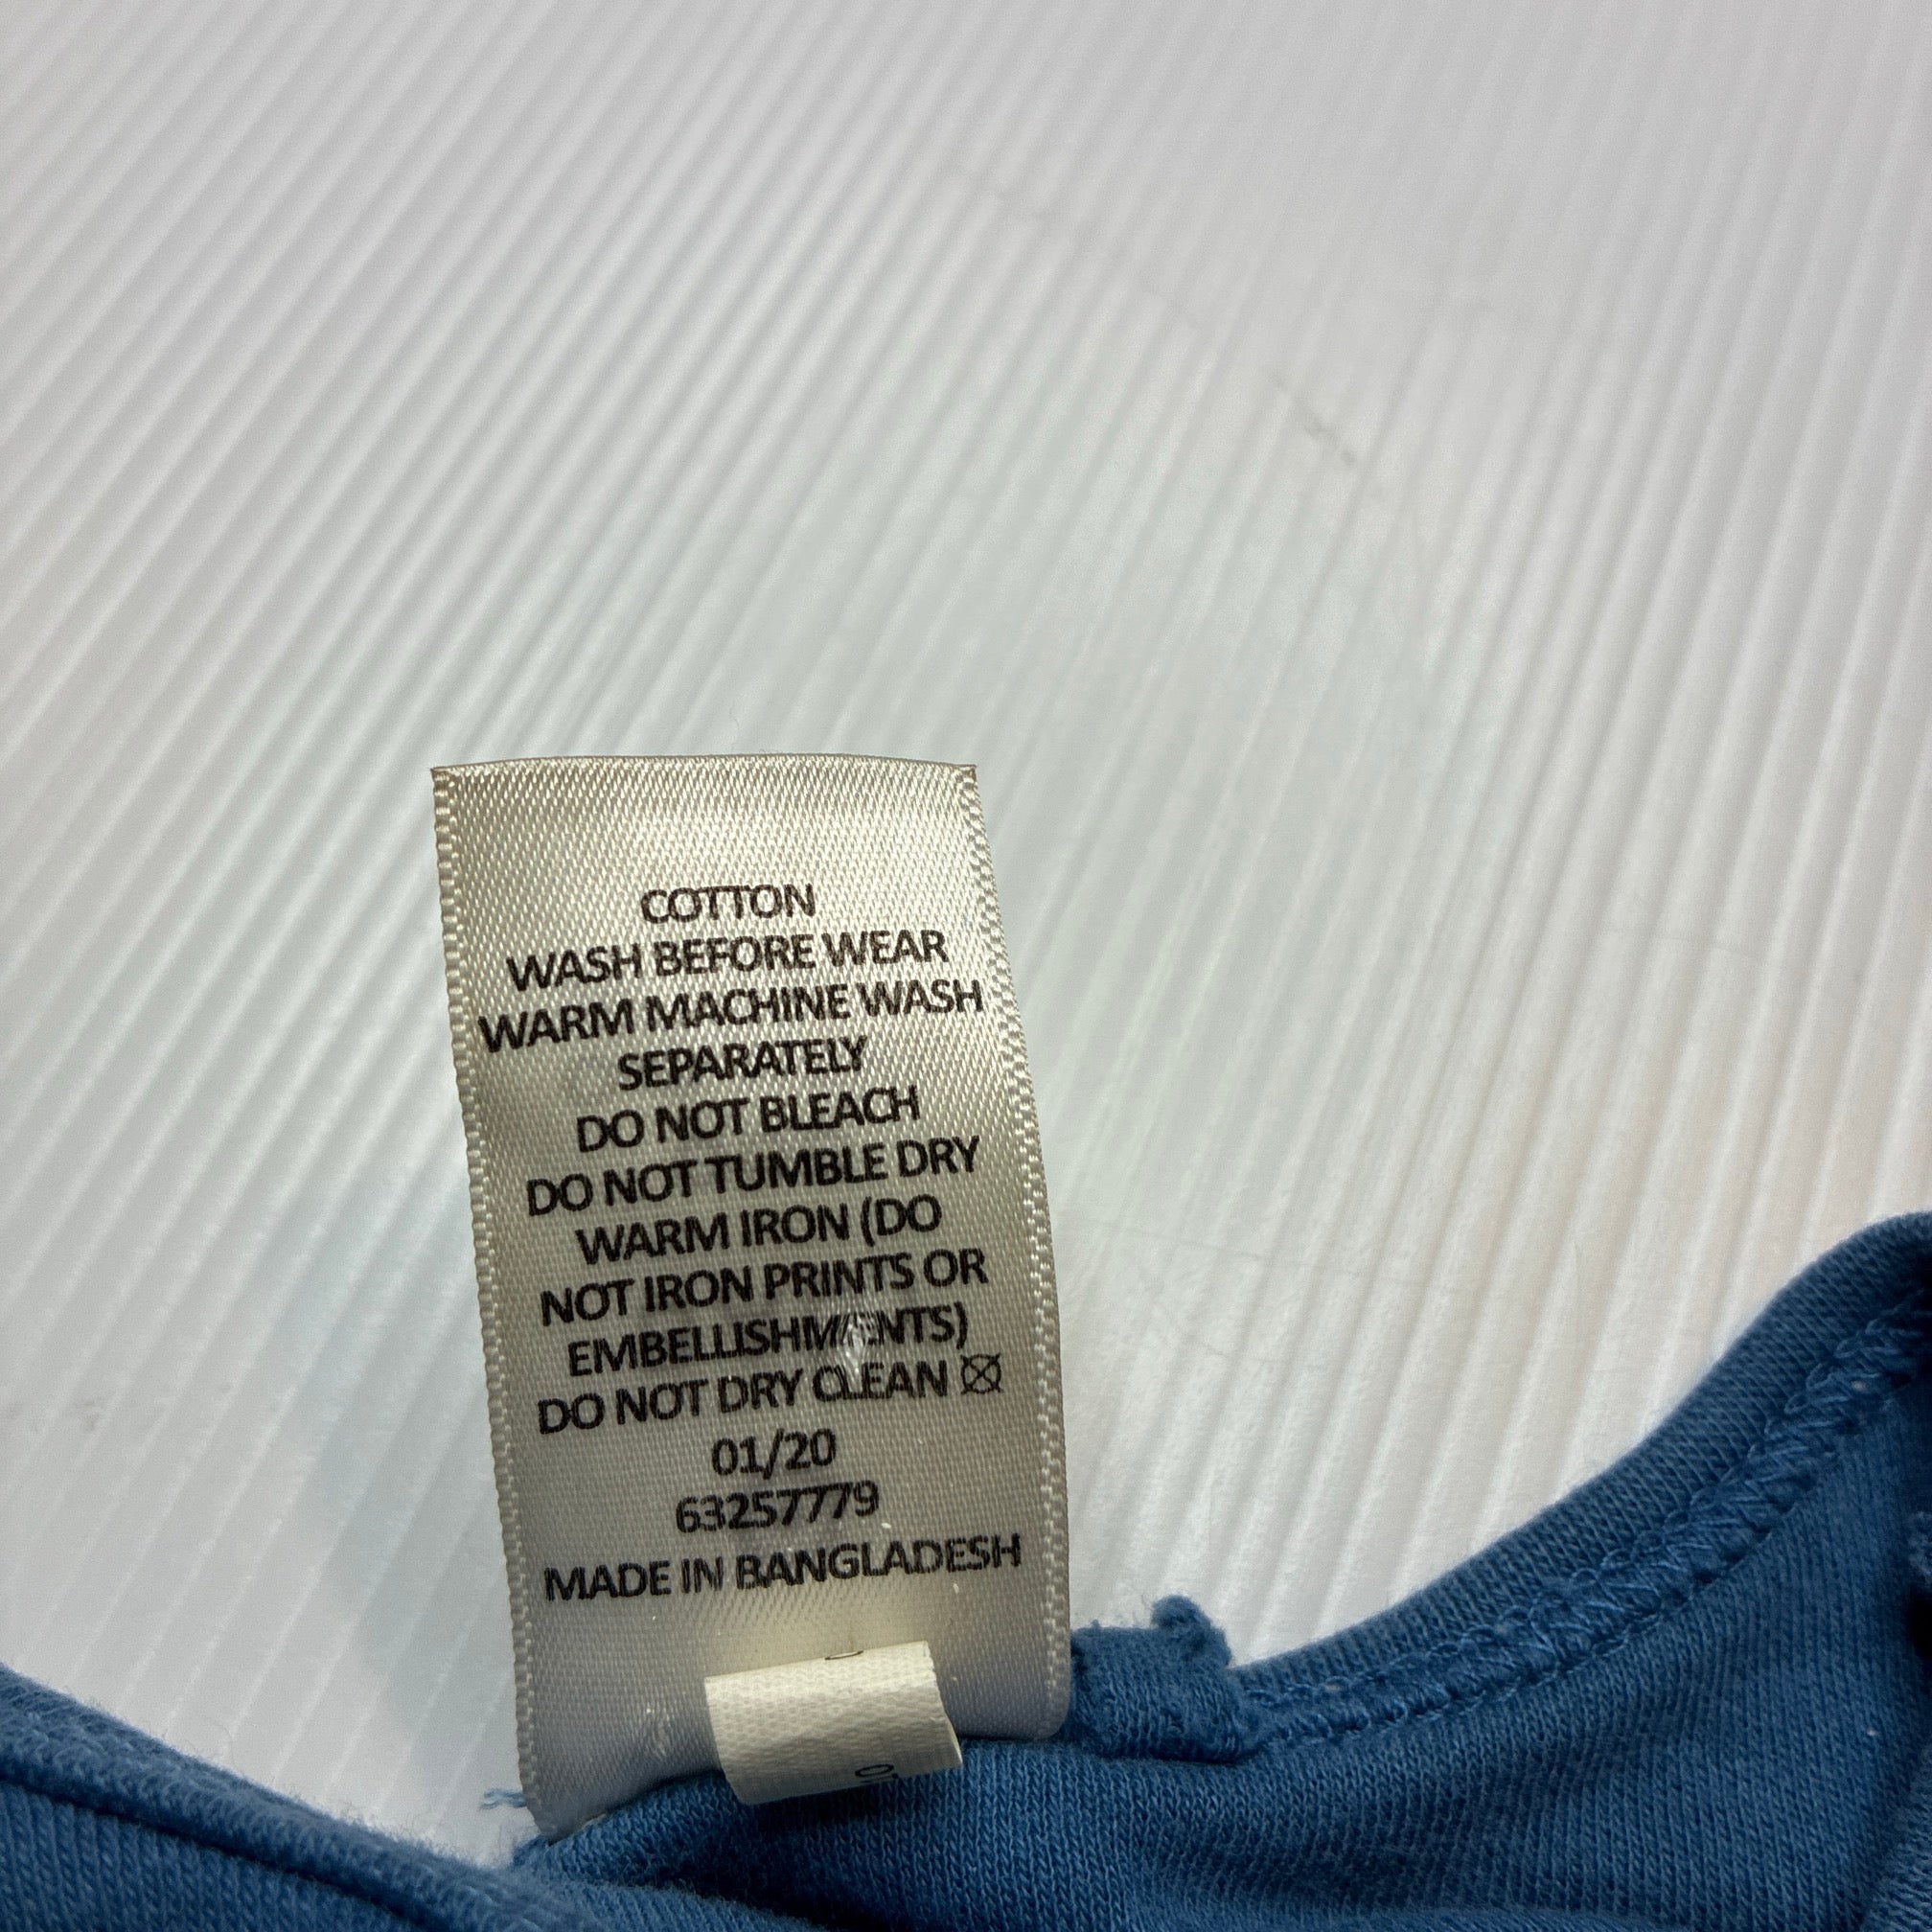 COTTON
WASH BEFORE WEAR
WARM MACHINE WASH
SEPARATELY
DO NOT BLEACH
DO NOT TUMBLE DRY
WARM IRON (DO
NOT IRON PRINTS OR
EMBELLISHMENTS)
DO NOT DRY CLEAN
01/20
63257779
MADE IN BANGLADESH